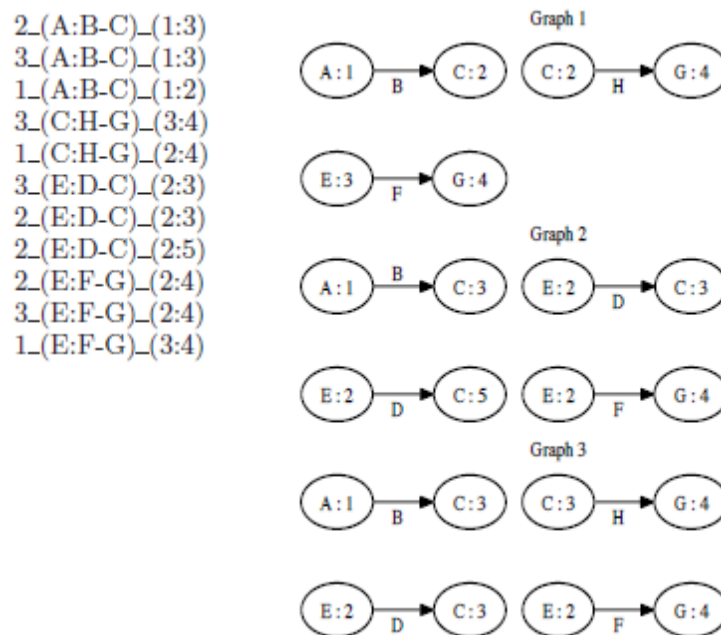 2_(A:B-C)_(1:3)
3_(A:B-C)_(1:3)
1_(A:B-C)_(1:2)
3_(C:H-G)_(3:4)
1_(C:H-G)_(2:4)
3_(E:D-C)_(2:3)
2_(E:D-C)_(2:3)
2_(E:D-C)_(2:5)
2_(E:F-G)_(2:4)
3_(E:F-G)_(2:4)
1_(E:F-G)_(3:4)
Graph 1
A:1 B C:2 C:2 H G:4
E:3 F G:4
Graph 2
A:1 B C:3 E:2 D C:3
E:2 D C:5 E:2 F G:4
Graph 3
A:1 B C:3 C:3 H G:4
E:2 D C:3 E:2 F G:4